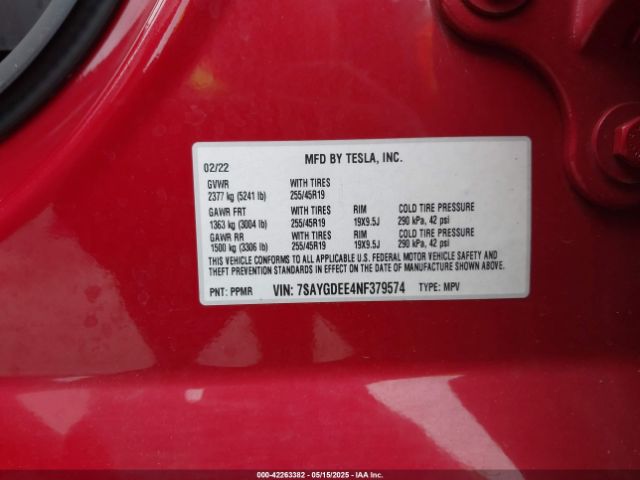 MFD BY TESLA, INC.
02/22
GVWR WITH TIRES
2377 kg (5241 lb) 255/45R19
GAWR FRT WITH TIRES RIM COLD TIRE PRESSURE
1363 kg (3004 lb) 255/45R19 19X9.5J 290 kPa, 42 psi
GAWR RR WITH TIRES RIM COLD TIRE PRESSURE
1500 kg (3306 lb) 255/45R19 19X9.5J 290 kPa, 42 psi
THIS VEHICLE CONFORMS TO ALL APPLICABLE U.S. FEDERAL MOTOR VEHICLE SAFETY AND
THEFT PREVENTION STANDARDS IN EFFECT ON THE DATE OF MANUFACTURE SHOWN ABOVE.
PNT: PPMR VIN: 7SAYGDEE4NF379574 TYPE: MPV
000-42263382 - 05/15/2025 - IAAI.COM